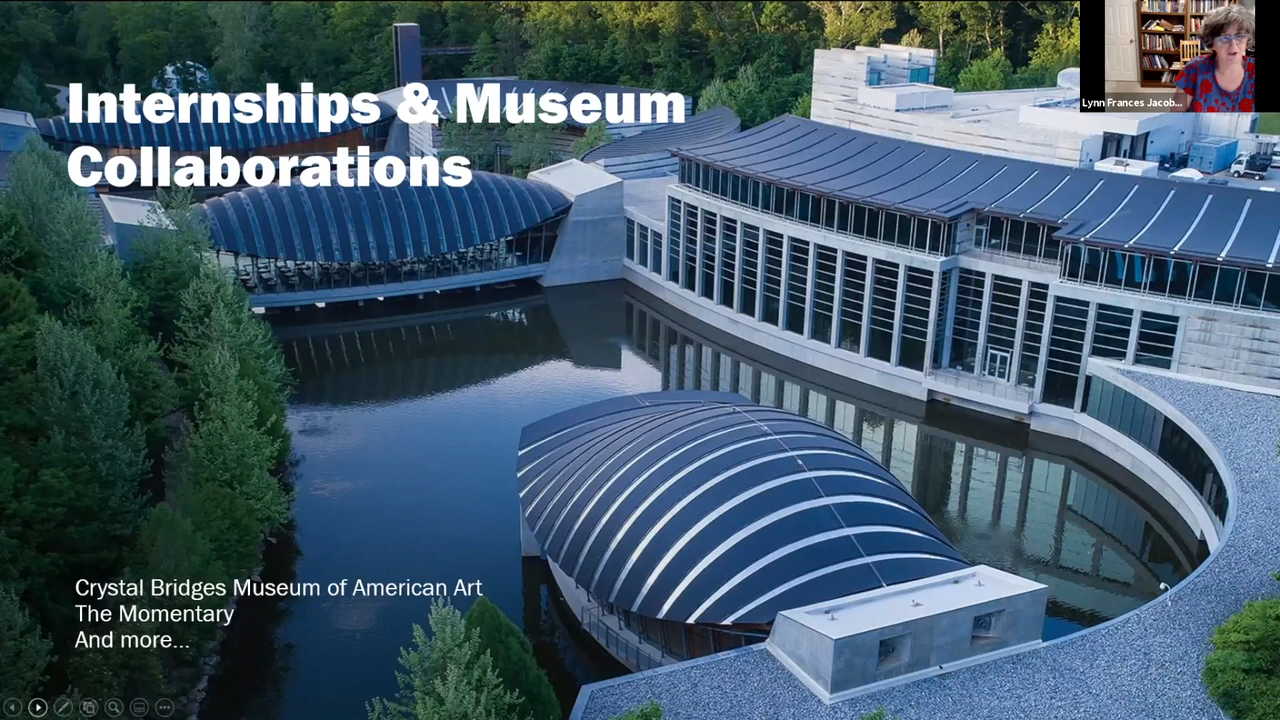 Internships & Museum
Collaborations
Lynn Frances Jacob...
Crystal Bridges Museum of American Art
The Momentary
And more...